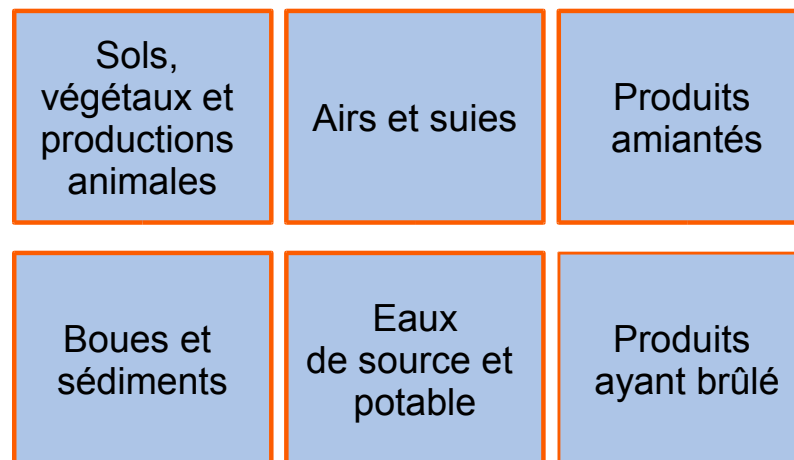 Sols,
végétaux et
productions
animales
Airs et suies
Produits
amiantés
Boues et
sédiments
Eaux
de source et
potable
Produits
ayant brûlé